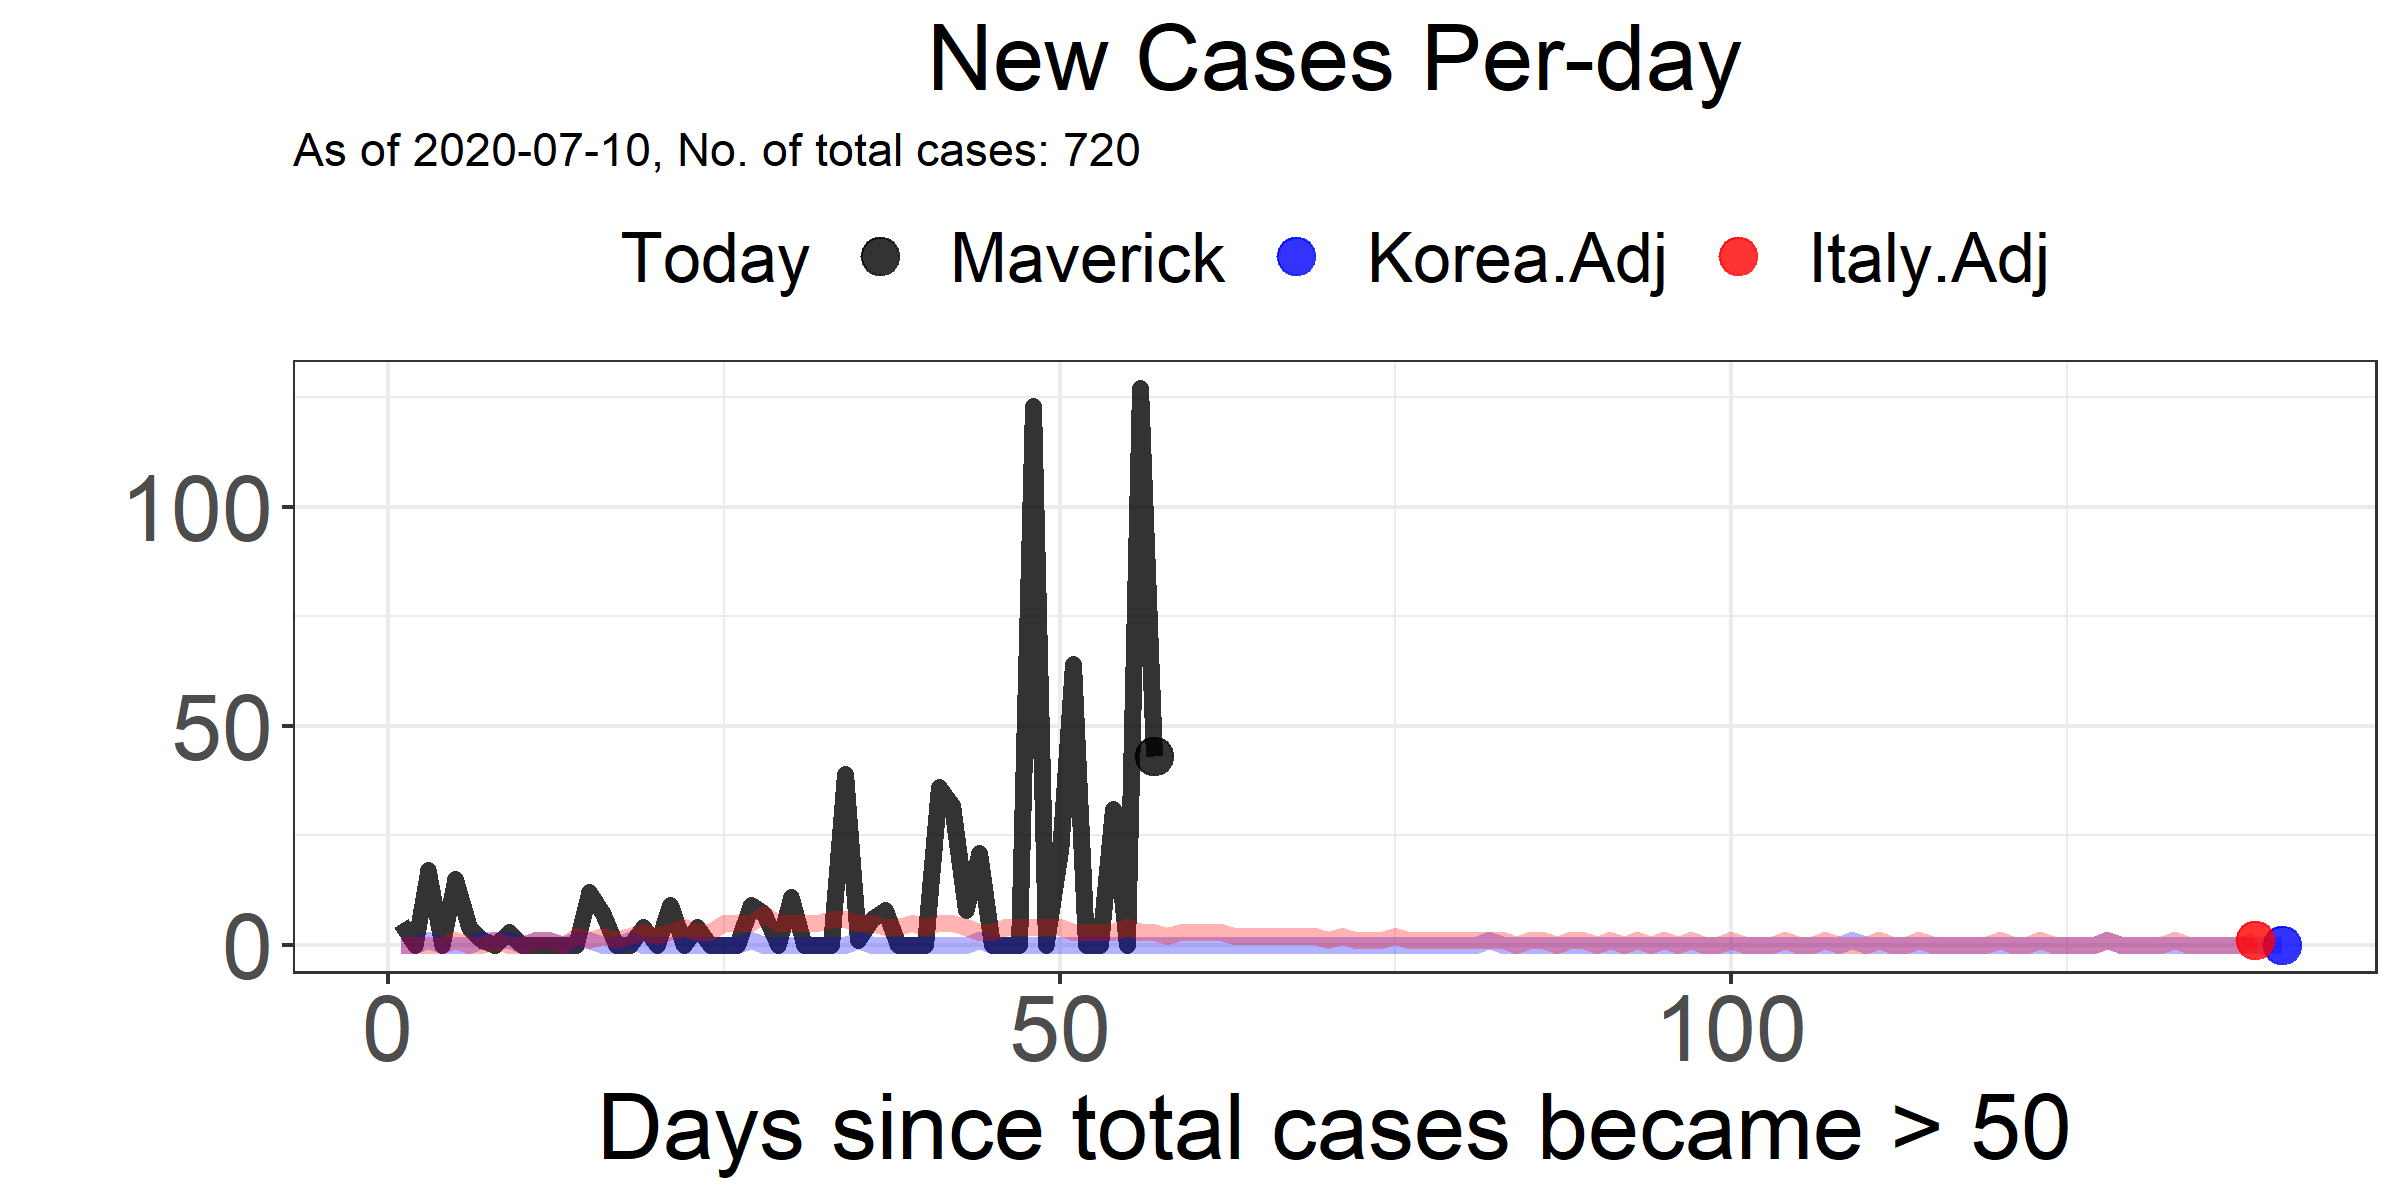 New Cases Per-day
As of 2020-07-10, No. of total cases: 720
Today Maverick Korea.Adj Italy.Adj
100
50
0
0 50 100
Days since total cases became > 50